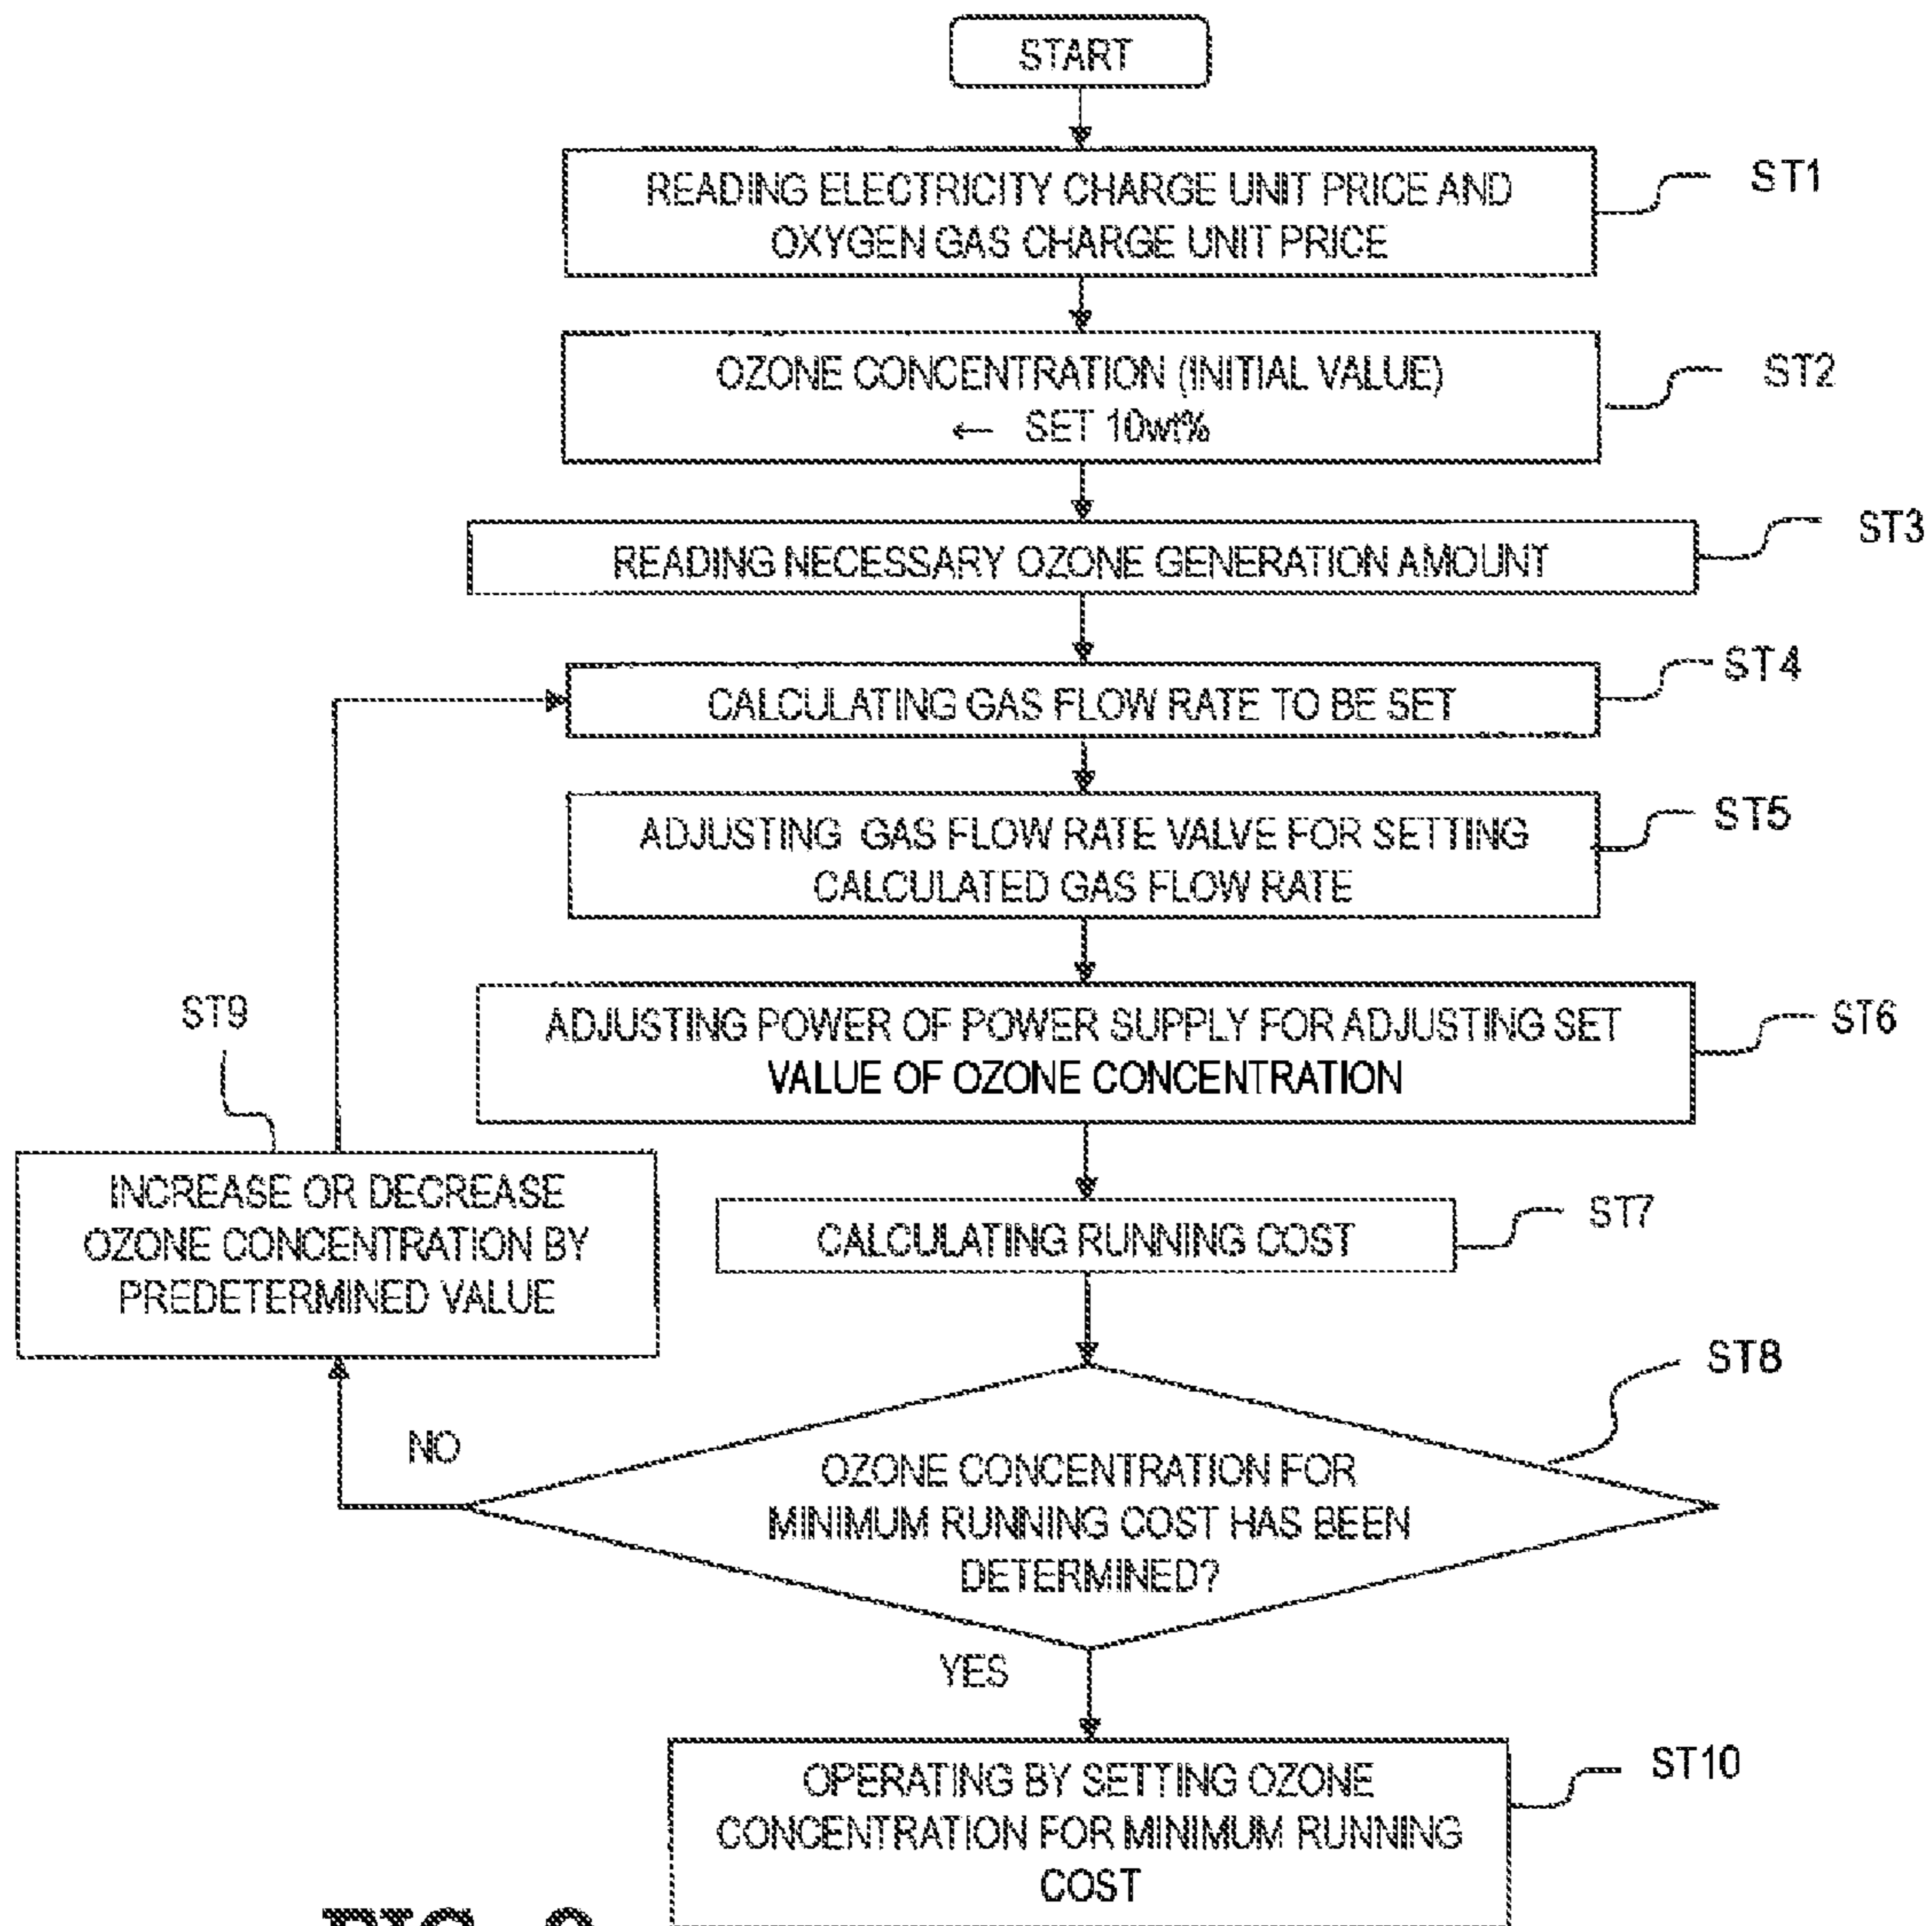 START
READING ELECTRICITY CHARGE UNIT PRICE AND
OXYGEN GAS CHARGE UNIT PRICE
ST1
OZONE CONCENTRATION (INITIAL VALUE)
← SET 10wt%
ST2
READING NECESSARY OZONE GENERATION AMOUNT
ST3
CALCULATING GAS FLOW RATE TO BE SET
ST4
ADJUSTING GAS FLOW RATE VALVE FOR SETTING
CALCULATED GAS FLOW RATE
ST5
ADJUSTING POWER OF POWER SUPPLY FOR ADJUSTING SET
VALUE OF OZONE CONCENTRATION
ST6
ST9
INCREASE OR DECREASE
OZONE CONCENTRATION BY
PREDETERMINED VALUE
CALCULATING RUNNING COST
ST7
OZONE CONCENTRATION FOR
MINIMUM RUNNING COST HAS BEEN
DETERMINED?
ST8
NO
YES
OPERATING BY SETTING OZONE
CONCENTRATION FOR MINIMUM RUNNING
COST
ST10